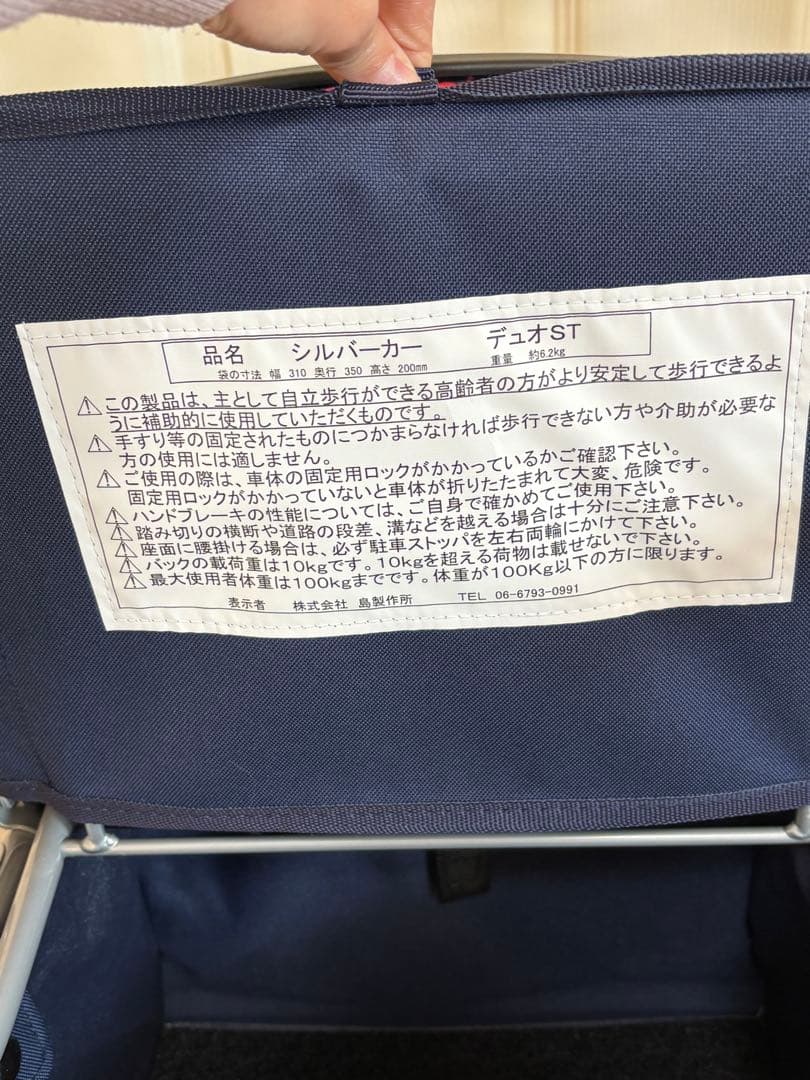 品名 シルバーカー デュオST
袋の寸法 幅 310 奥行 350 高さ 200mm 重量 約6.2kg
⚠この製品は、主として自立歩行ができる高齢者の方がより安定して歩行できるよ
うに補助的に使用していただくものです。
⚠手すり等の固定されたものにつかまらなければ歩行できない方や介助が必要な
方の使用には適しません。
⚠ご使用の際は、車体の固定用ロックがかかっているかご確認下さい。
固定用ロックがかかっていないと車体が折りたたまれて大変、危険です。
⚠ハンドブレーキの性能については、ご自身で確かめてご使用下さい。
⚠踏み切りの横断や道路の段差、溝などを越える場合は十分にご注意下さい。
⚠座面に腰掛ける場合は、必ず駐車ストッパを左右両輪にかけて下さい。
⚠バックの載荷重は10kgです。10kgを超える荷物は載せないで下さい。
⚠最大使用者体重は100kgまでです。体重が100Kg以下の方に限ります。
表示者 株式会社 島製作所 TEL 06-6793-0991